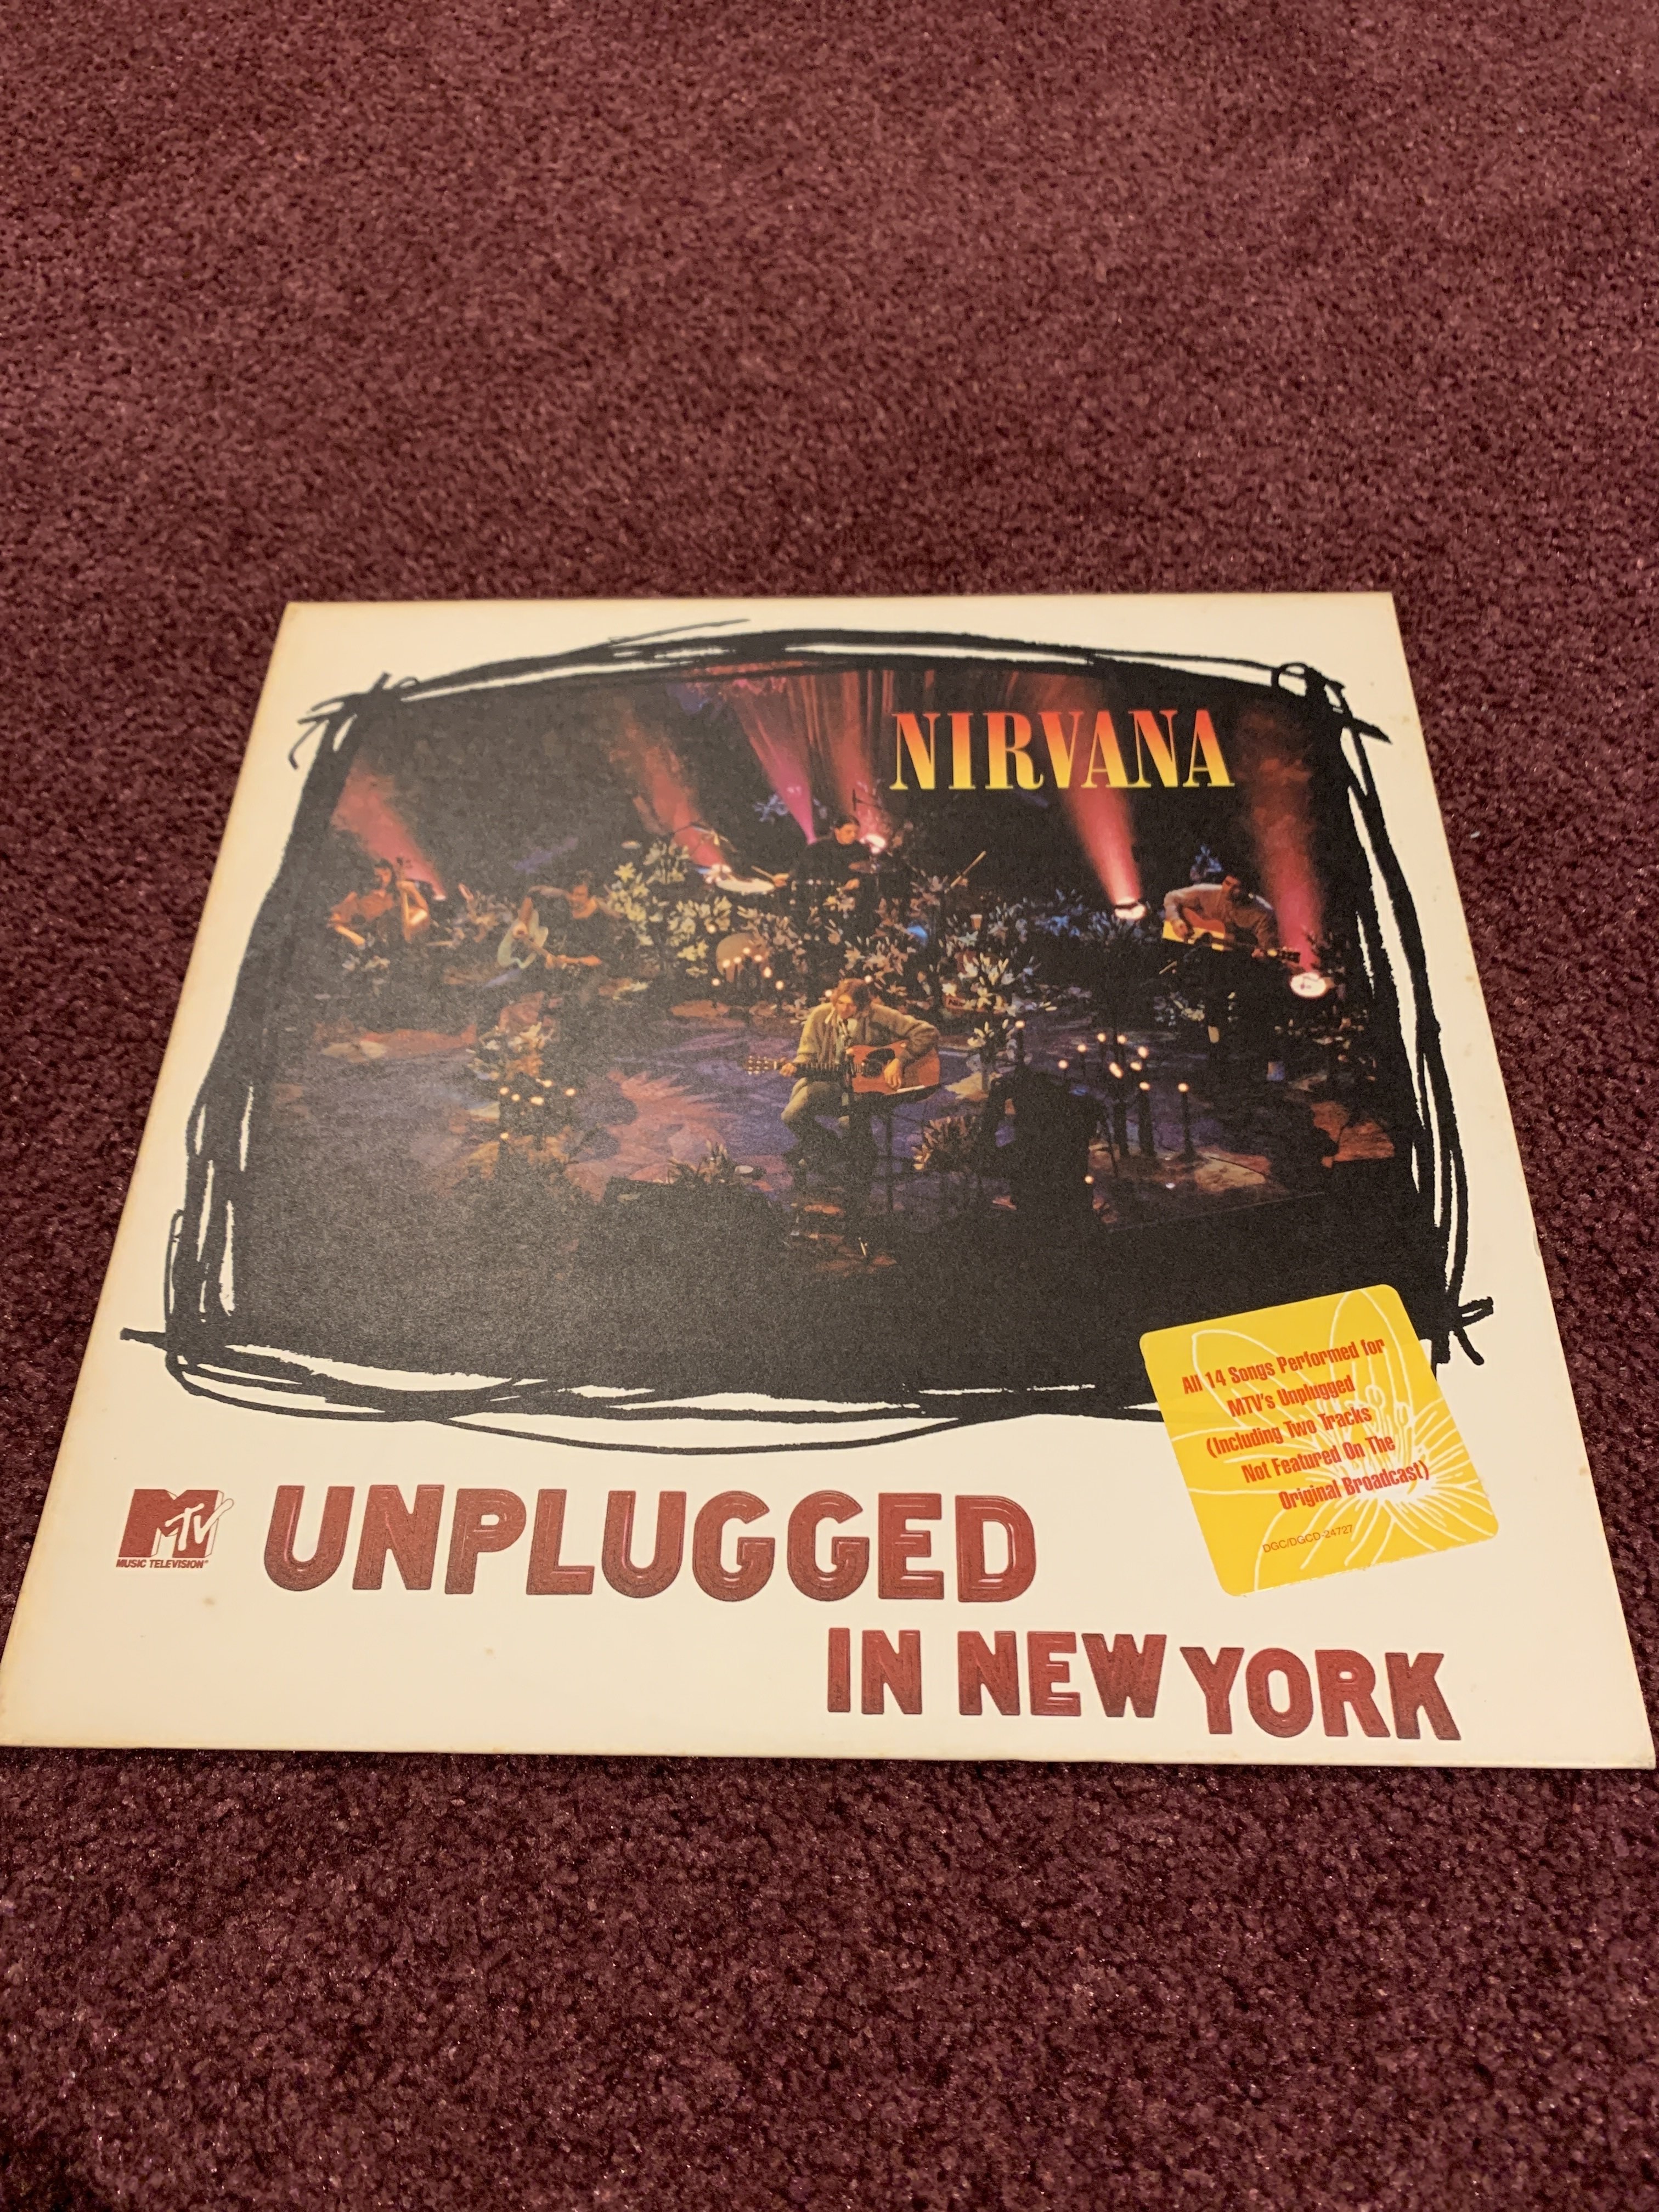 NIRVANA
All 14 Songs Performed for
MTV's Unplugged
(Including Two Tracks
Not Featured On The
Original Broadcast)
DGC/DGCD-24727
MTV
MUSIC TELEVISION™
UNPLUGGED
IN NEW YORK